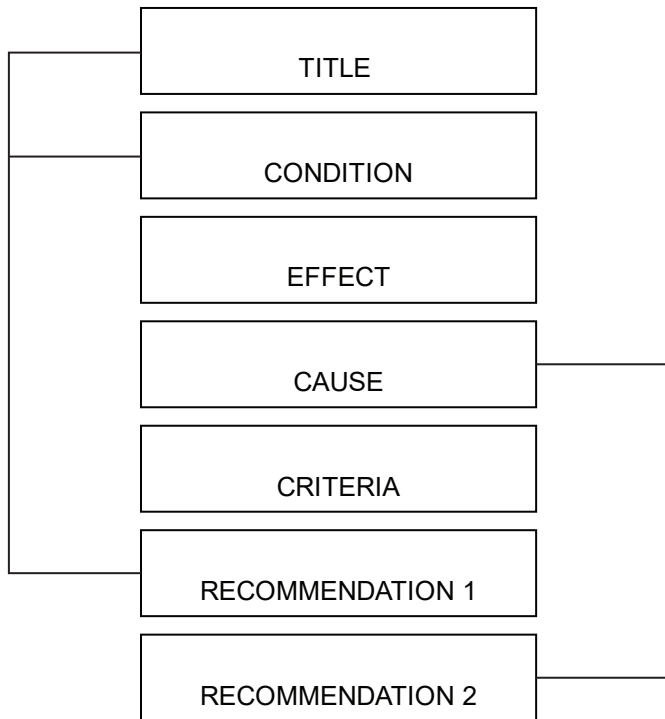 TITLE
CONDITION
EFFECT
CAUSE
CRITERIA
RECOMMENDATION 1
RECOMMENDATION 2